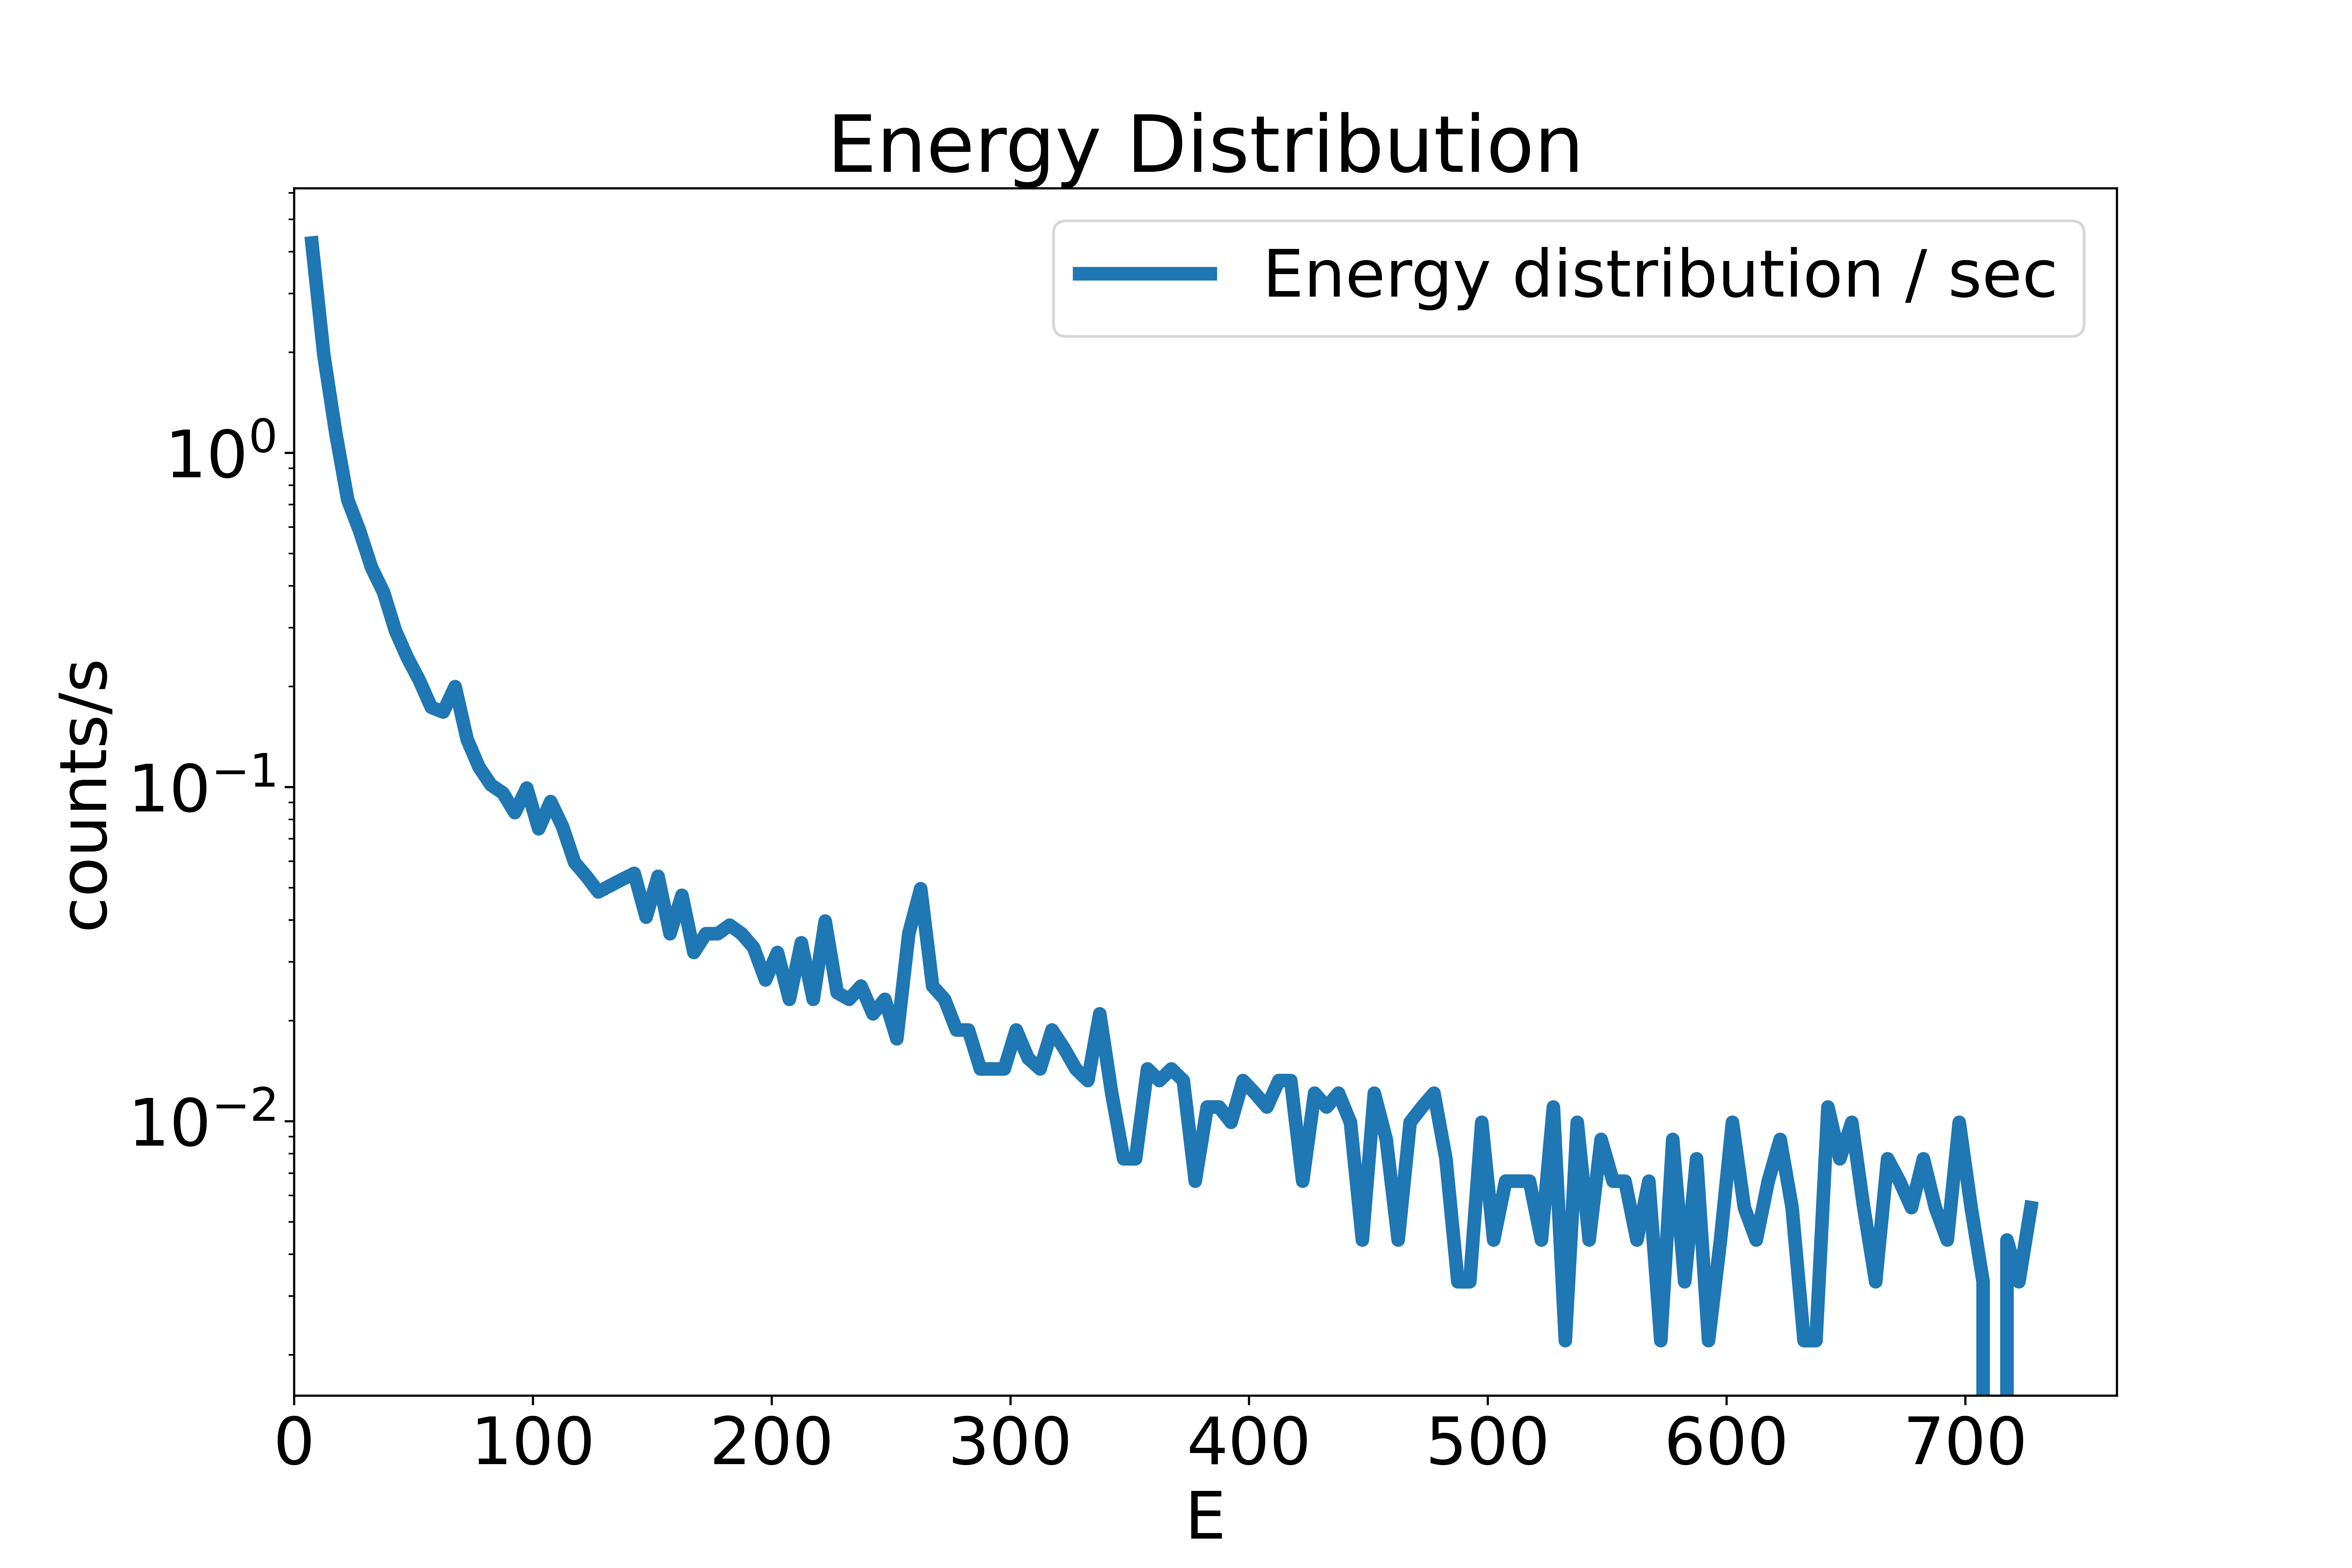 Energy Distribution
Energy distribution / sec
counts/s
10⁰
10⁻¹
10⁻²
0 100 200 300 400 500 600 700
E